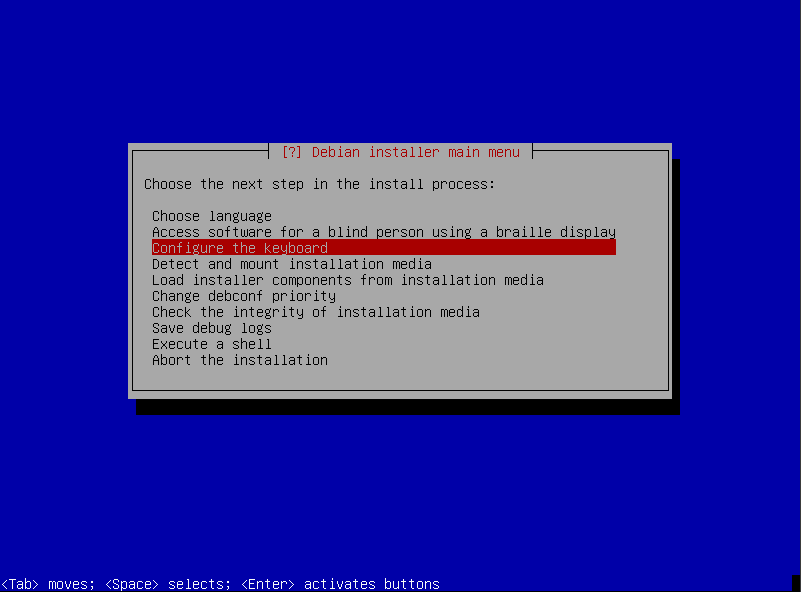 [?] Debian installer main menu
Choose the next step in the install process:
Choose language
Access software for a blind person using a braille display
Configure the keyboard
Detect and mount installation media
Load installer components from installation media
Change debconf priority
Check the integrity of installation media
Save debug logs
Execute a shell
Abort the installation
<Tab> moves; <Space> selects; <Enter> activates buttons